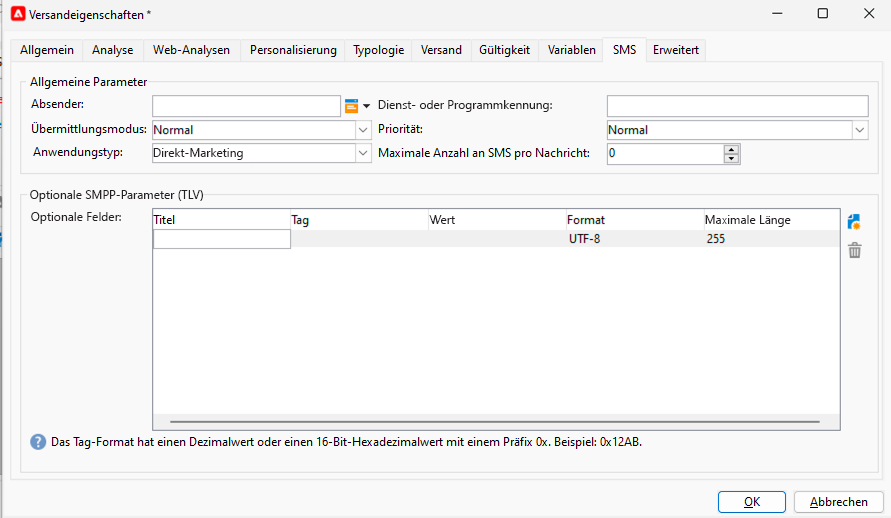 Versandeigenschaften *
Allgemein Analyse Web-Analysen Personalisierung Typologie Versand Gültigkeit Variablen SMS Erweitert
Allgemeine Parameter
Absender: Dienst- oder Programmkennung:
Übermittlungsmodus: Normal Priorität: Normal
Anwendungstyp: Direkt-Marketing Maximale Anzahl an SMS pro Nachricht: 0
Optionale SMPP-Parameter (TLV)
Optionale Felder: Titel Tag Wert Format Maximale Länge
UTF-8 255
? Das Tag-Format hat einen Dezimalwert oder einen 16-Bit-Hexadezimalwert mit einem Präfix 0x. Beispiel: 0x12AB.
OK Abbrechen